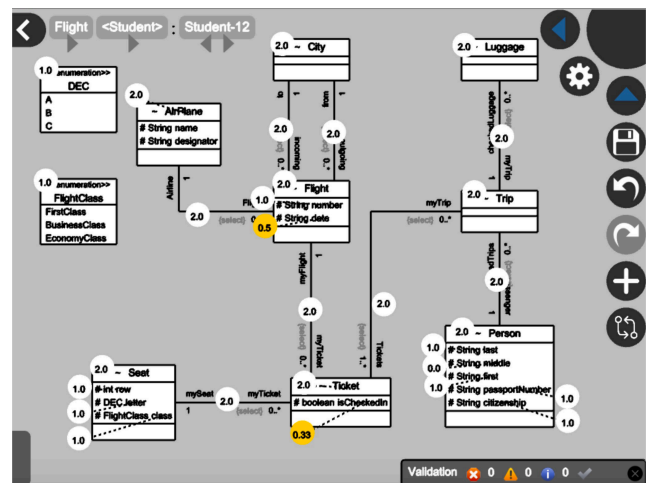 Flight <Student> : Student-12
2.0 ~ City
2.0 ~ Luggage
1.0 enumeration>>
DEC
A
B
C
2.0 ~ AirPlane
# String name
# String designator
to 1
from 1
2.0
2.0
incoming 0..*
outgoing 0..*
0..*
2.0
myTrip
1
1.0 enumeration>>
FlightClass
FirstClass
BusinessClass
EconomyClass
Airline 1
2.0
(select)
2.0 ~ Flight
1.0 # String number
# String date
0.5
myTrip
(select) 0..*
2.0 ~ Trip
myFlight 1
2.0
(select) 0..*
myTicket
2.0
(select) 1..*
Tickets
0..*
2.0
1
2.0 ~ Person
1.0 # String last
0.0 # String middle
# String first
1.0 # String passportNumber
# String citizenship
1.0
1.0
2.0 ~ Seat
1.0 # int row
# DEC letter
1.0 # FlightClass class
1.0
mySeat 2.0 myTicket
1 (select) 0..*
2.0 ~ Ticket
# boolean isCheckedIn
0.33
Validation 0 0 0